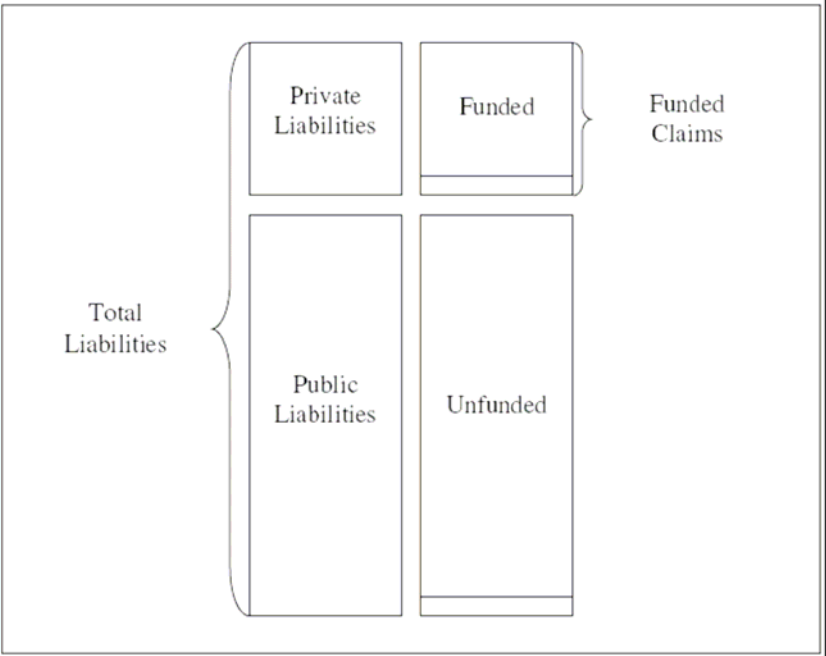 Private
Liabilities
Funded
Funded
Claims
Total
Liabilities
Public
Liabilities
Unfunded